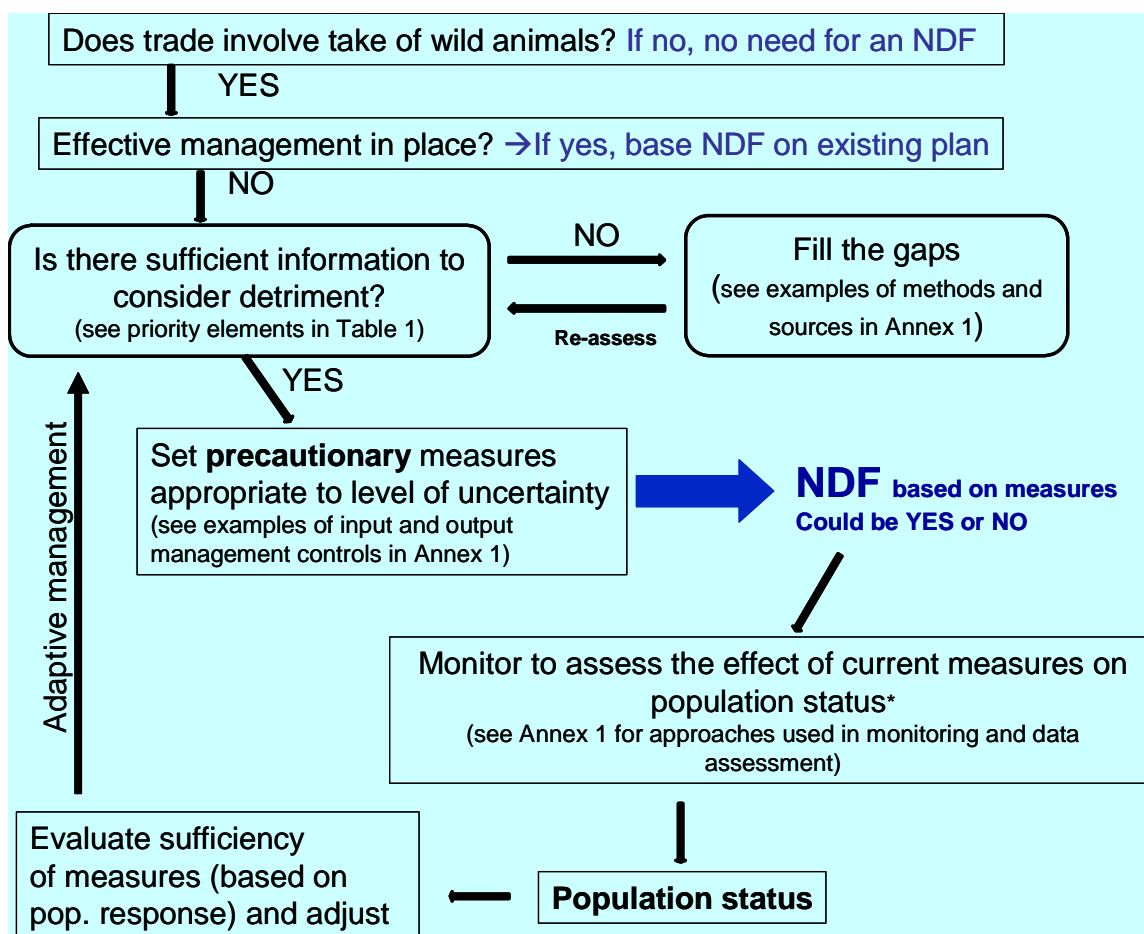 Does trade involve take of wild animals? If no, no need for an NDF
YES
Effective management in place? →If yes, base NDF on existing plan
NO
Is there sufficient information to
consider detriment?
(see priority elements in Table 1)
NO
Re-assess
Fill the gaps
(see examples of methods and
sources in Annex 1)
YES
Set precautionary measures
appropriate to level of uncertainty
(see examples of input and output
management controls in Annex 1)
NDF based on measures
Could be YES or NO
Monitor to assess the effect of current measures on
population status*
(see Annex 1 for approaches used in monitoring and data
assessment)
Population status
Evaluate sufficiency
of measures (based on
pop. response) and adjust
Adaptive management